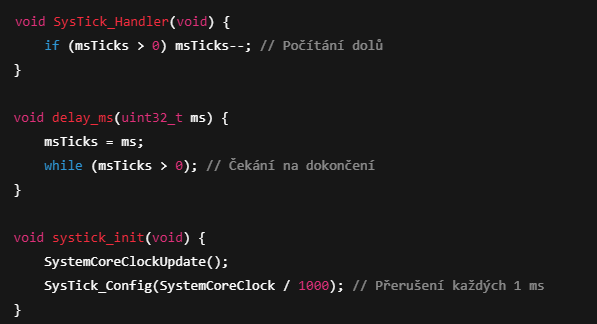 void SysTick_Handler(void) {
    if (msTicks > 0) msTicks--; // Počítání dolů
}
void delay_ms(uint32_t ms) {
    msTicks = ms;
    while (msTicks > 0); // Čekání na dokončení
}
void systick_init(void) {
    SystemCoreClockUpdate();
    SysTick_Config(SystemCoreClock / 1000); // Přerušení každých 1 ms
}